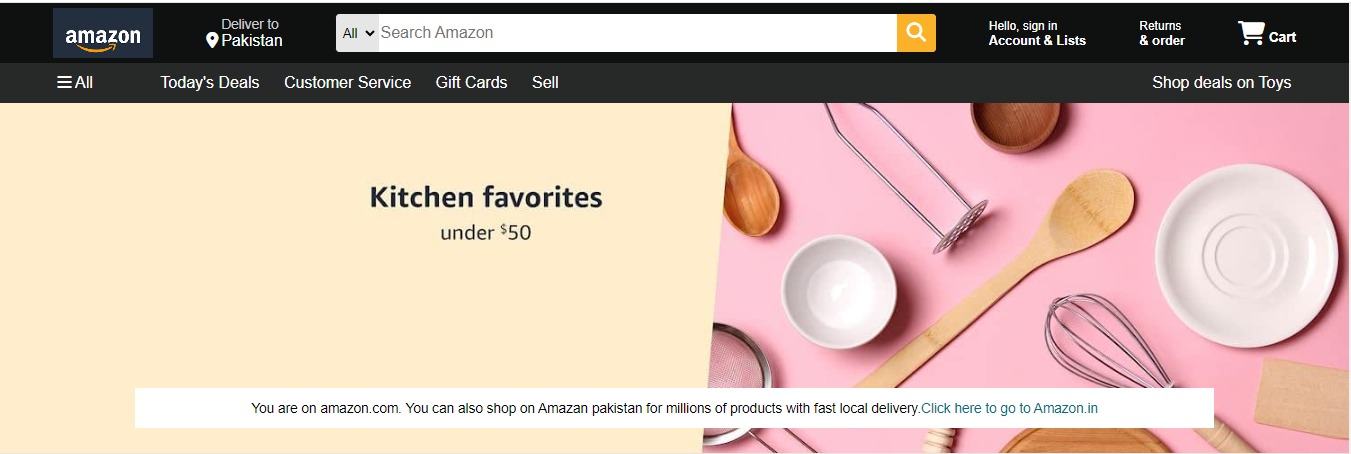 amazon
Deliver to
Pakistan
All
Search Amazon
Hello, sign in
Account & Lists
Returns
& order
Cart
All
Today's Deals
Customer Service
Gift Cards
Sell
Shop deals on Toys
Kitchen favorites
under $50
You are on amazon.com. You can also shop on Amazan pakistan for millions of products with fast local delivery.Click here to go to Amazon.in